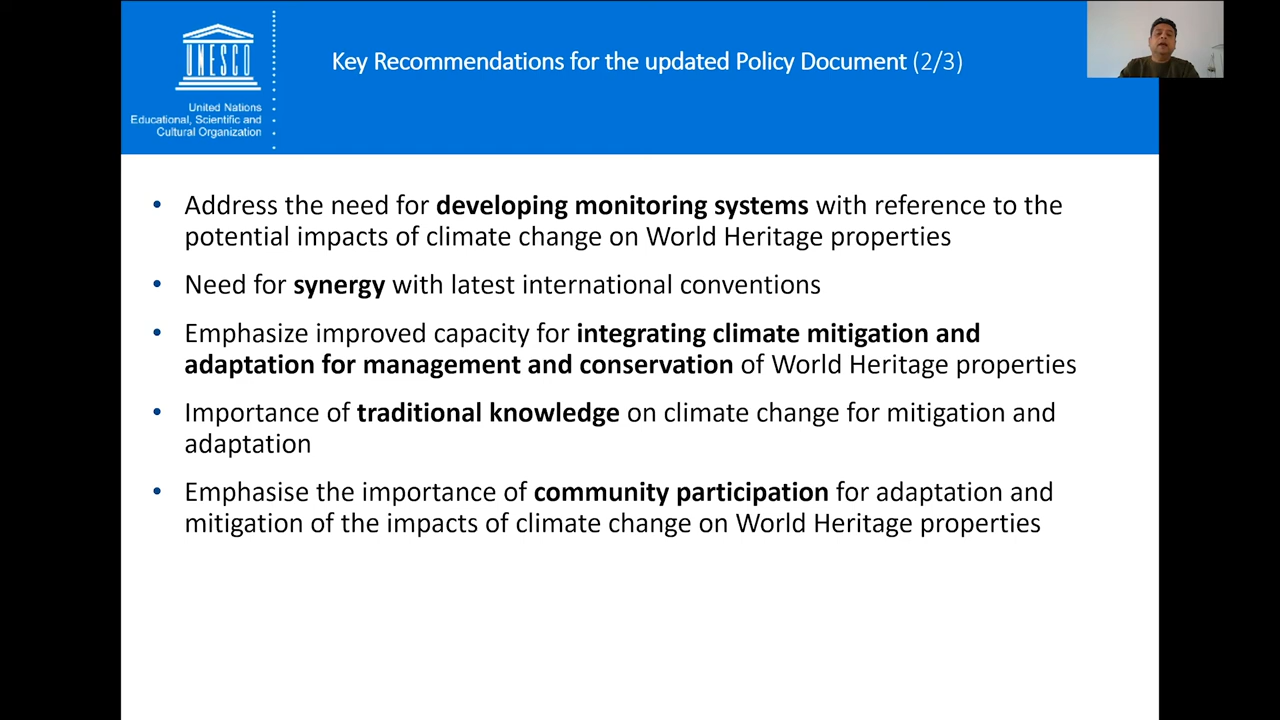 UNESCO
United Nations
Educational, Scientific and
Cultural Organization
Key Recommendations for the updated Policy Document (2/3)
• Address the need for developing monitoring systems with reference to the
potential impacts of climate change on World Heritage properties
• Need for synergy with latest international conventions
• Emphasize improved capacity for integrating climate mitigation and
adaptation for management and conservation of World Heritage properties
• Importance of traditional knowledge on climate change for mitigation and
adaptation
• Emphasise the importance of community participation for adaptation and
mitigation of the impacts of climate change on World Heritage properties